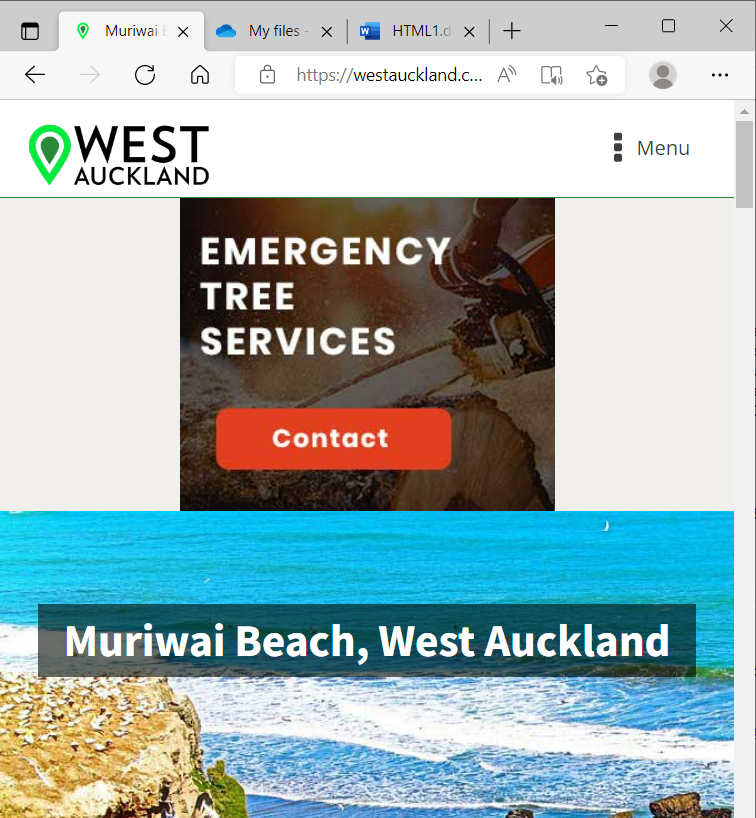 Muriwai
My files -
HTML1.d
https://westauckland.c...
WEST
AUCKLAND
Menu
EMERGENCY
TREE
SERVICES
Contact
Muriwai Beach, West Auckland